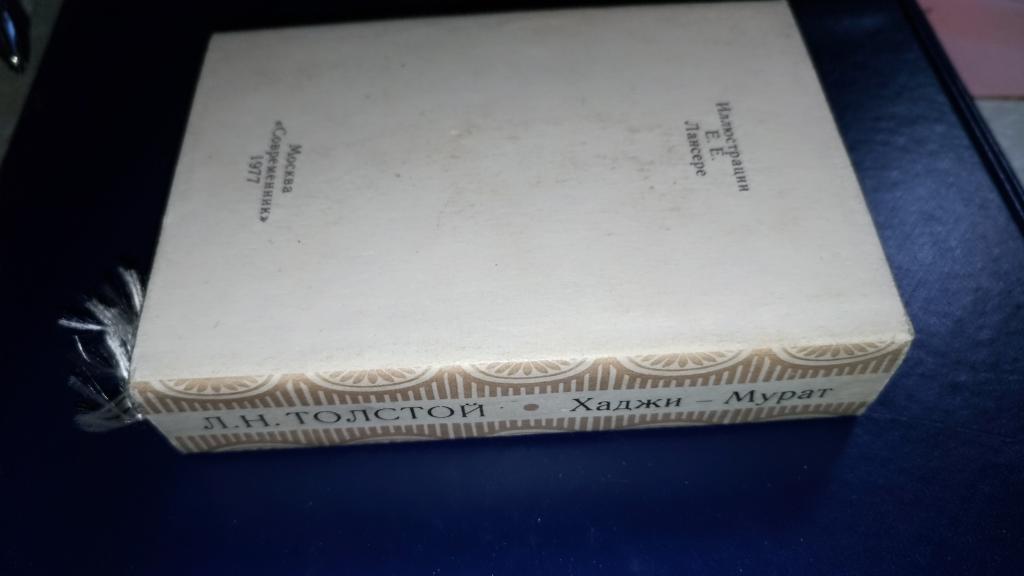 Иллюстрации
Е. Е.
Лансере
Москва
«Современник»
1977
Л.Н. ТОЛСТОЙ • Хаджи – Мурат